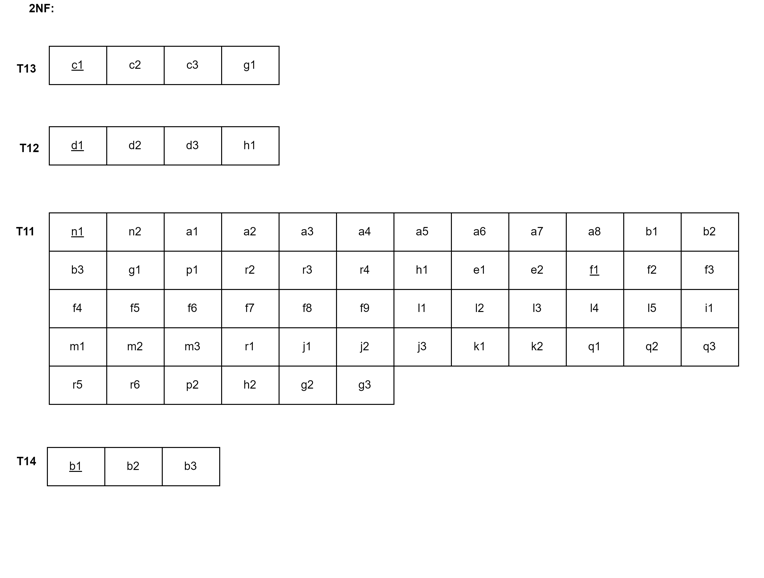 2NF:
T13 c1 c2 c3 g1
T12 d1 d2 d3 h1
T11 n1 n2 a1 a2 a3 a4 a5 a6 a7 a8 b1 b2
b3 g1 p1 r2 r3 r4 h1 e1 e2 f1 f2 f3
f4 f5 f6 f7 f8 f9 l1 l2 l3 l4 l5 i1
m1 m2 m3 r1 j1 j2 j3 k1 k2 q1 q2 q3
r5 r6 p2 h2 g2 g3
T14 b1 b2 b3